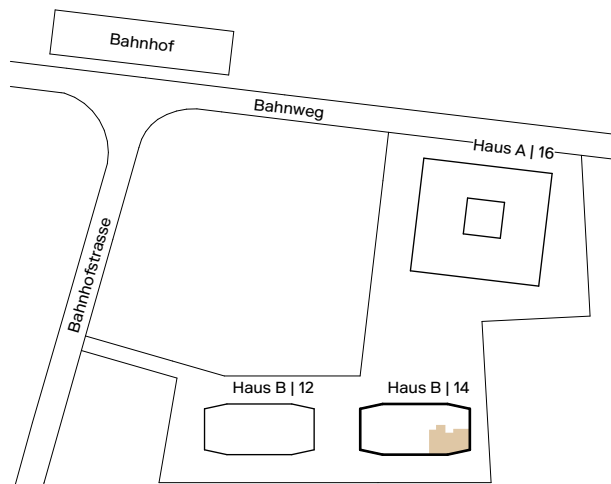 Bahnhof
Bahnweg
Haus A | 16
Bahnhofstrasse
Haus B | 12
Haus B | 14